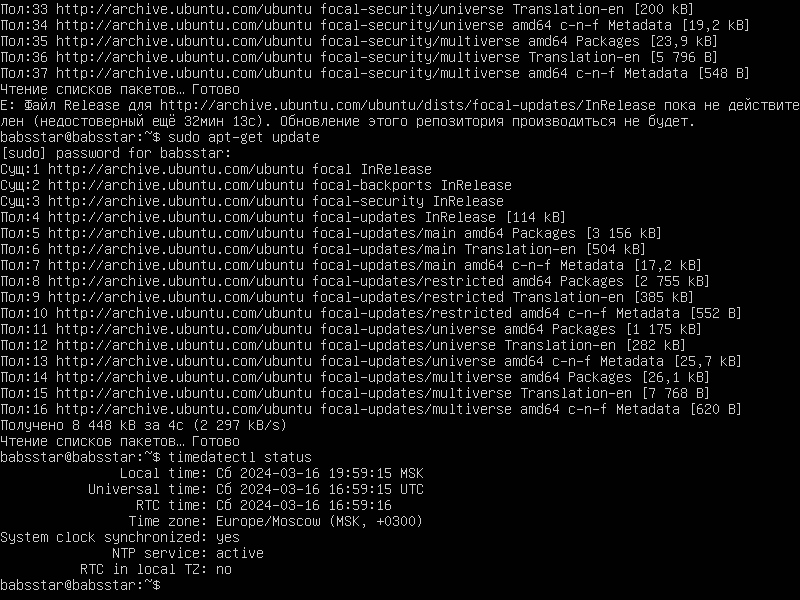 Пол:33 http://archive.ubuntu.com/ubuntu focal-security/universe Translation-en [200 kB]
Пол:34 http://archive.ubuntu.com/ubuntu focal-security/universe amd64 c-n-f Metadata [19,2 kB]
Пол:35 http://archive.ubuntu.com/ubuntu focal-security/multiverse amd64 Packages [23,9 kB]
Пол:36 http://archive.ubuntu.com/ubuntu focal-security/multiverse Translation-en [5 796 B]
Пол:37 http://archive.ubuntu.com/ubuntu focal-security/multiverse amd64 c-n-f Metadata [548 B]
Чтение списков пакетов… Готово
E: Файл Release для http://archive.ubuntu.com/ubuntu/dists/focal-updates/InRelease пока не действите
лен (недостоверный ещё 32мин 13с). Обновление этого репозитория производиться не будет.
babsstar@babsstar:~$ sudo apt-get update
[sudo] password for babsstar:
Сущ:1 http://archive.ubuntu.com/ubuntu focal InRelease
Сущ:2 http://archive.ubuntu.com/ubuntu focal-backports InRelease
Сущ:3 http://archive.ubuntu.com/ubuntu focal-security InRelease
Пол:4 http://archive.ubuntu.com/ubuntu focal-updates InRelease [114 kB]
Пол:5 http://archive.ubuntu.com/ubuntu focal-updates/main amd64 Packages [3 156 kB]
Пол:6 http://archive.ubuntu.com/ubuntu focal-updates/main Translation-en [504 kB]
Пол:7 http://archive.ubuntu.com/ubuntu focal-updates/main amd64 c-n-f Metadata [17,2 kB]
Пол:8 http://archive.ubuntu.com/ubuntu focal-updates/restricted amd64 Packages [2 755 kB]
Пол:9 http://archive.ubuntu.com/ubuntu focal-updates/restricted Translation-en [385 kB]
Пол:10 http://archive.ubuntu.com/ubuntu focal-updates/restricted amd64 c-n-f Metadata [552 B]
Пол:11 http://archive.ubuntu.com/ubuntu focal-updates/universe amd64 Packages [1 175 kB]
Пол:12 http://archive.ubuntu.com/ubuntu focal-updates/universe Translation-en [282 kB]
Пол:13 http://archive.ubuntu.com/ubuntu focal-updates/universe amd64 c-n-f Metadata [25,7 kB]
Пол:14 http://archive.ubuntu.com/ubuntu focal-updates/multiverse amd64 Packages [26,1 kB]
Пол:15 http://archive.ubuntu.com/ubuntu focal-updates/multiverse Translation-en [7 768 B]
Пол:16 http://archive.ubuntu.com/ubuntu focal-updates/multiverse amd64 c-n-f Metadata [620 B]
Получено 8 448 kB за 4с (2 297 kB/s)
Чтение списков пакетов… Готово
babsstar@babsstar:~$ timedatectl status
Local time: Сб 2024-03-16 19:59:15 MSK
Universal time: Сб 2024-03-16 16:59:15 UTC
RTC time: Сб 2024-03-16 16:59:16
Time zone: Europe/Moscow (MSK, +0300)
System clock synchronized: yes
NTP service: active
RTC in local TZ: no
babsstar@babsstar:~$